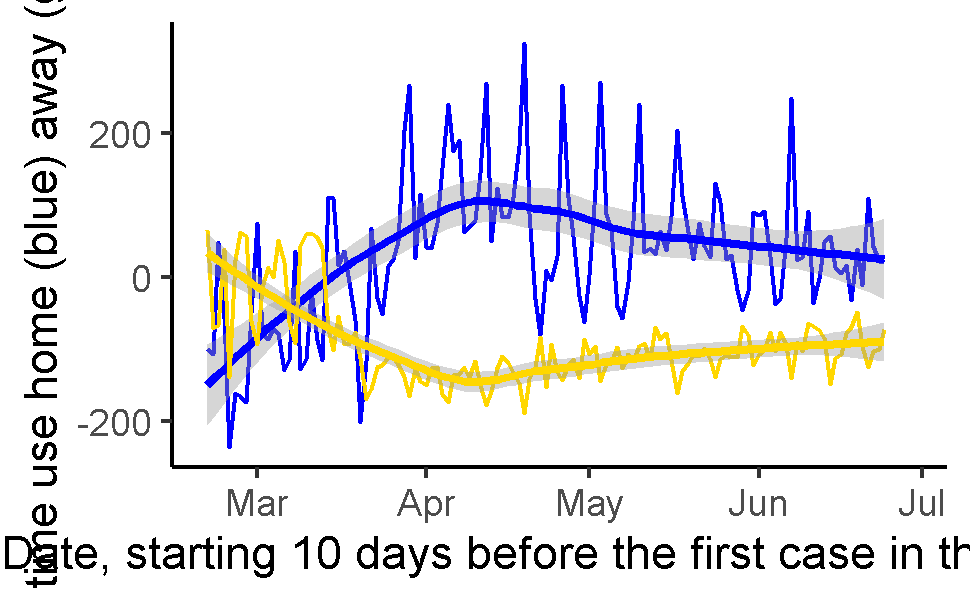 time use home (blue) away (
200
0
-200
Mar Apr May Jun Jul
Date, starting 10 days before the first case in th